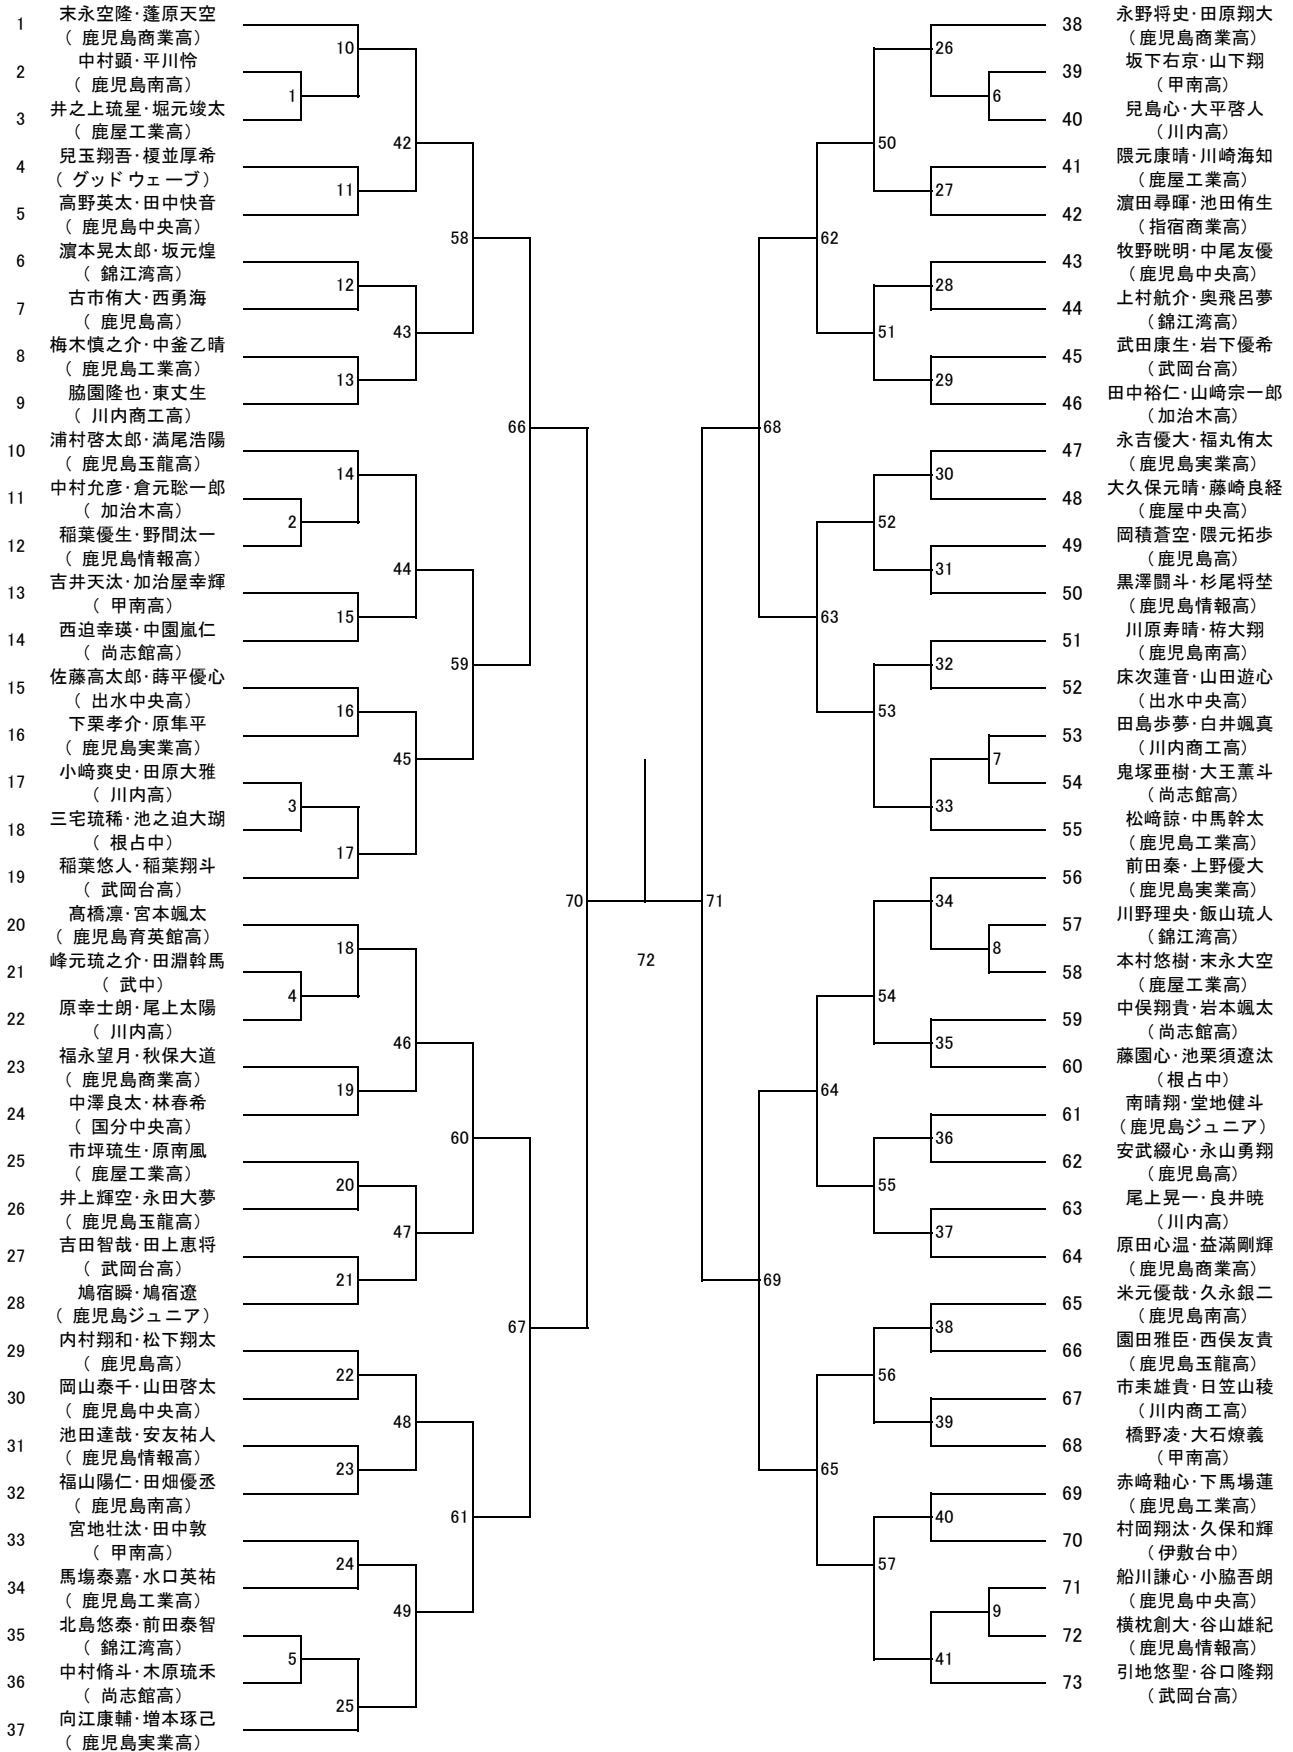 1 末永空隆・蓬原天空
（ 鹿児島商業高）
2 中村顕・平川怜
（ 鹿児島南高）
3 井之上琉星・堀元竣太
（ 鹿屋工業高）
4 兒玉翔吾・榎並厚希
（ グッドウェーブ）
5 高野英太・田中快音
（ 鹿児島中央高）
6 濵本晃太郎・坂元煌
（ 錦江湾高）
7 古市侑大・西勇海
（ 鹿児島高）
8 梅木慎之介・中釜乙晴
（ 鹿児島工業高）
9 脇園隆也・東丈生
（ 川内商工高）
10 浦村啓太郎・満尾浩陽
（ 鹿児島玉龍高）
11 中村允彦・倉元聡一郎
（ 加治木高）
12 稲葉優生・野間汰一
（ 鹿児島情報高）
13 吉井天汰・加治屋幸輝
（ 甲南高）
14 西迫幸瑛・中園嵐仁
（ 尚志館高）
15 佐藤高太郎・蒔平優心
（ 出水中央高）
16 下栗孝介・原隼平
（ 鹿児島実業高）
17 小﨑爽史・田原大雅
（ 川内高）
18 三宅琉稀・池之迫大瑚
（ 根占中）
19 稲葉悠人・稲葉翔斗
（ 武岡台高）
20 髙橋凛・宮本颯太
（ 鹿児島育英館高）
21 峰元琉之介・田淵斡馬
（ 武中）
22 原幸士朗・尾上太陽
（ 川内高）
23 福永望月・秋保大道
（ 鹿児島商業高）
24 中澤良太・林春希
（ 国分中央高）
25 市坪琉生・原南風
（ 鹿屋工業高）
26 井上輝空・永田大夢
（ 鹿児島玉龍高）
27 吉田智哉・田上恵将
（ 武岡台高）
28 鳩宿瞬・鳩宿遼
（ 鹿児島ジュニア）
29 内村翔和・松下翔太
（ 鹿児島高）
30 岡山泰千・山田啓太
（ 鹿児島中央高）
31 池田達哉・安友祐人
（ 鹿児島情報高）
32 福山陽仁・田畑優丞
（ 鹿児島南高）
33 宮地壮汰・田中敦
（ 甲南高）
34 馬塲泰嘉・水口英祐
（ 鹿児島工業高）
35 北島悠泰・前田泰智
（ 錦江湾高）
36 中村脩斗・木原琉禾
（ 尚志館高）
37 向江康輔・増本琢己
（ 鹿児島実業高）
1
2
3
4
5
10
11
12
13
14
15
16
17
18
19
20
21
22
23
24
25
42
43
44
45
46
47
48
49
58
59
60
61
66
67
70
72
71
68
69
62
63
64
65
50
51
52
53
54
55
56
57
26
27
28
29
30
31
32
33
34
35
36
37
38
39
40
41
6
7
8
9
38 永野将史・田原翔大
（鹿児島商業高）
39 坂下右京・山下翔
（甲南高）
40 兒島心・大平啓人
（川内高）
41 隈元康晴・川崎海知
（鹿屋工業高）
42 濵田尋暉・池田侑生
（指宿商業高）
43 牧野晄明・中尾友優
（鹿児島中央高）
44 上村航介・奥飛呂夢
（錦江湾高）
45 武田康生・岩下優希
（武岡台高）
46 田中裕仁・山﨑宗一郎
（加治木高）
47 永吉優大・福丸侑太
（鹿児島実業高）
48 大久保元晴・藤崎良経
（鹿屋中央高）
49 岡積蒼空・隈元拓歩
（鹿児島高）
50 黒澤闘斗・杉尾将埜
（鹿児島情報高）
51 川原寿晴・栫大翔
（鹿児島南高）
52 床次蓮音・山田遊心
（出水中央高）
53 田島歩夢・白井颯真
（川内商工高）
54 鬼塚亜樹・大王薫斗
（尚志館高）
55 松﨑諒・中馬幹太
（鹿児島工業高）
56 前田秦・上野優大
（鹿児島実業高）
57 川野理央・飯山琉人
（錦江湾高）
58 本村悠樹・末永大空
（鹿屋工業高）
59 中俣翔貴・岩本颯太
（尚志館高）
60 藤園心・池栗須遼汰
（根占中）
61 南晴翔・堂地健斗
（鹿児島ジュニア）
62 安武綴心・永山勇翔
（鹿児島高）
63 尾上晃一・良井暁
（川内高）
64 原田心温・益滿剛輝
（鹿児島商業高）
65 米元優哉・久永銀二
（鹿児島南高）
66 園田雅臣・西俣友貴
（鹿児島玉龍高）
67 市耒雄貴・日笠山稜
（川内商工高）
68 橋野凌・大石燎義
（甲南高）
69 赤﨑釉心・下馬場蓮
（鹿児島工業高）
70 村岡翔汰・久保和輝
（伊敷台中）
71 船川謙心・小脇吾朗
（鹿児島中央高）
72 横枕創大・谷山雄紀
（鹿児島情報高）
73 引地悠聖・谷口隆翔
（武岡台高）